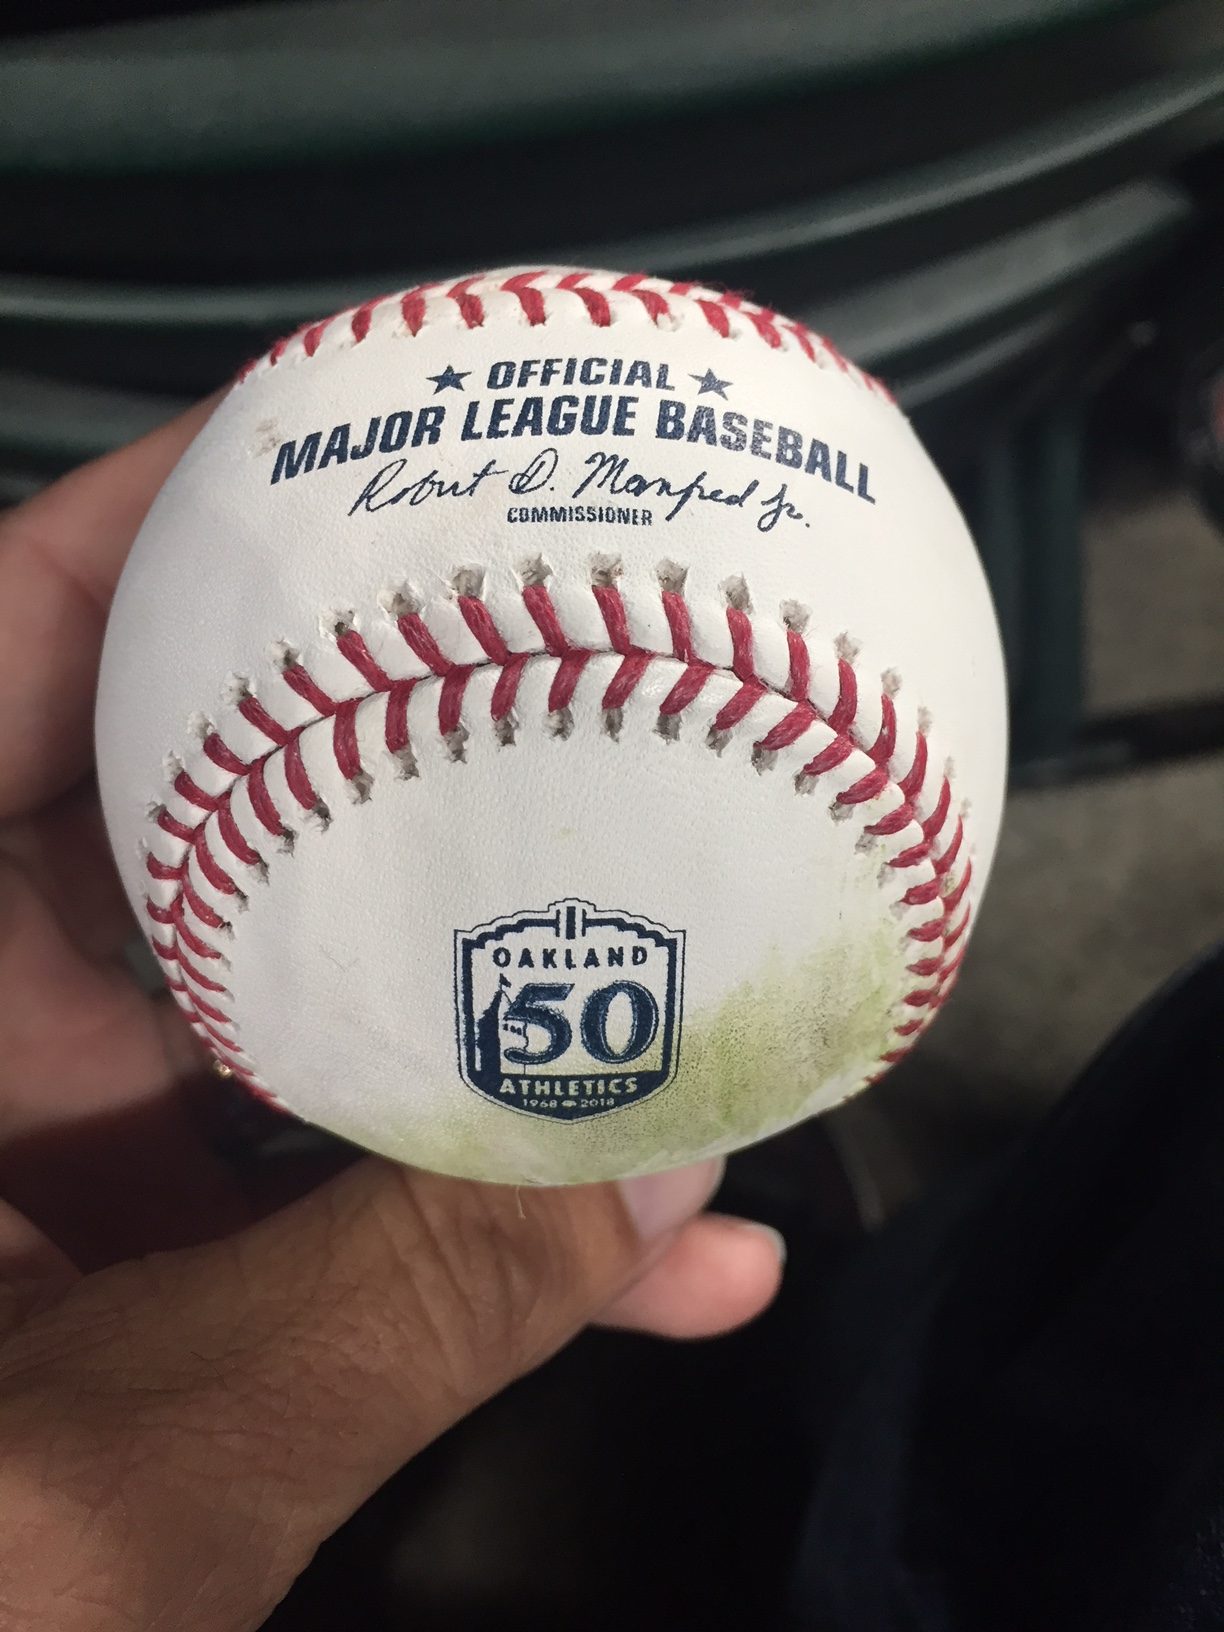 ★ OFFICIAL ★
MAJOR LEAGUE BASEBALL
Robert D. Manfred Jr.
COMMISSIONER
OAKLAND
50
ATHLETICS
1968 2018